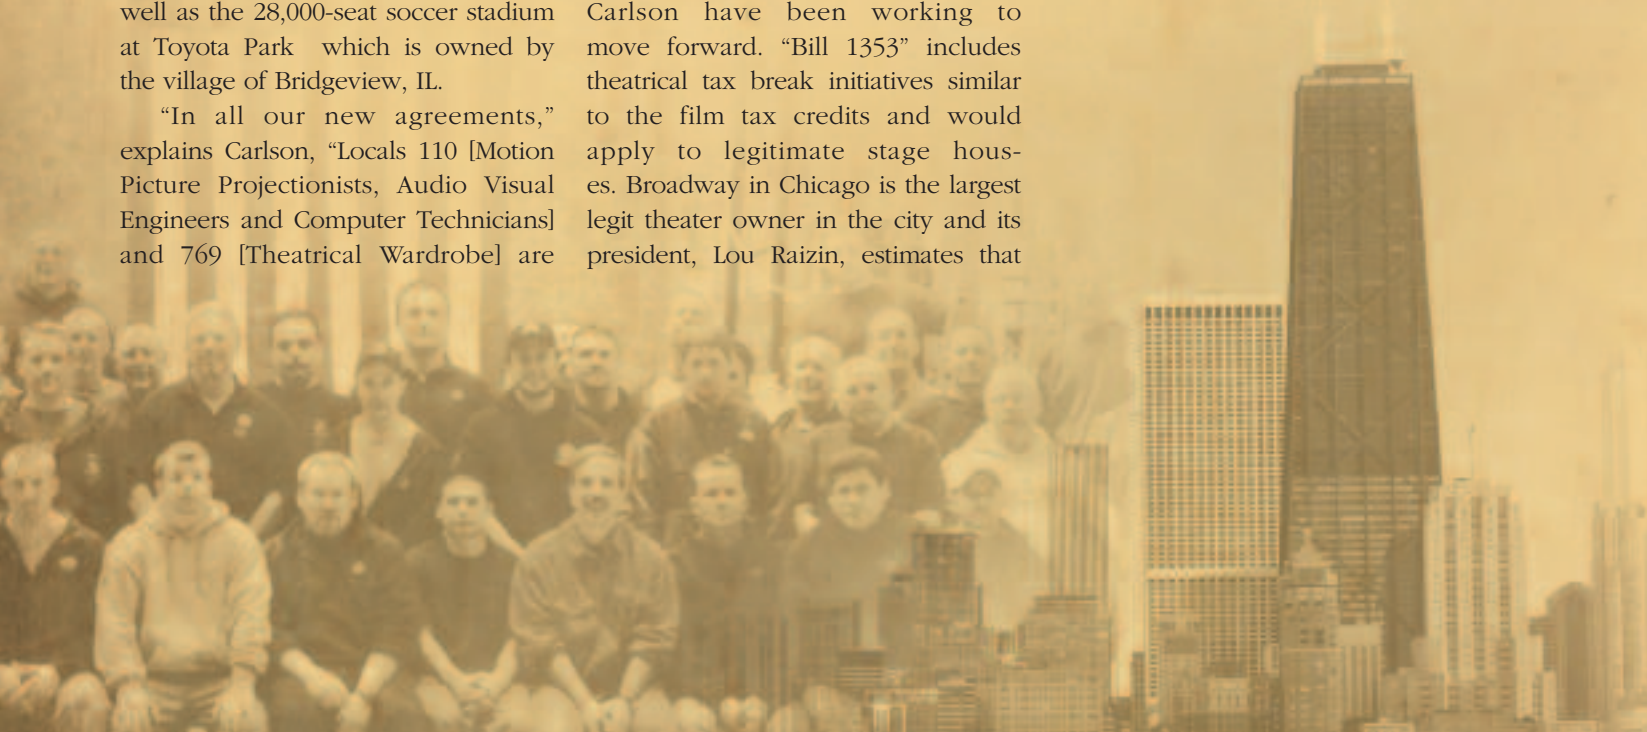 well as the 28,000-seat soccer stadium
at Toyota Park which is owned by
the village of Bridgeview, IL.
“In all our new agreements,”
explains Carlson, “Locals 110 [Motion
Picture Projectionists, Audio Visual
Engineers and Computer Technicians]
and 769 [Theatrical Wardrobe] are
Carlson have been working to
move forward. “Bill 1353” includes
theatrical tax break initiatives similar
to the film tax credits and would
apply to legitimate stage hous-
es. Broadway in Chicago is the largest
legit theater owner in the city and its
president, Lou Raizin, estimates that